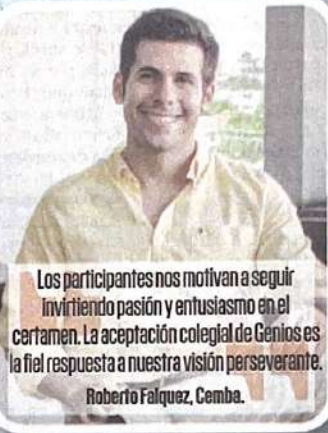 Los participantes nos motivan a seguir
invirtiendo pasión y entusiasmo en el
certamen. La aceptación colegial de Genios es
la fiel respuesta a nuestra visión perseverante.
Roberto Falquez, Cemba.